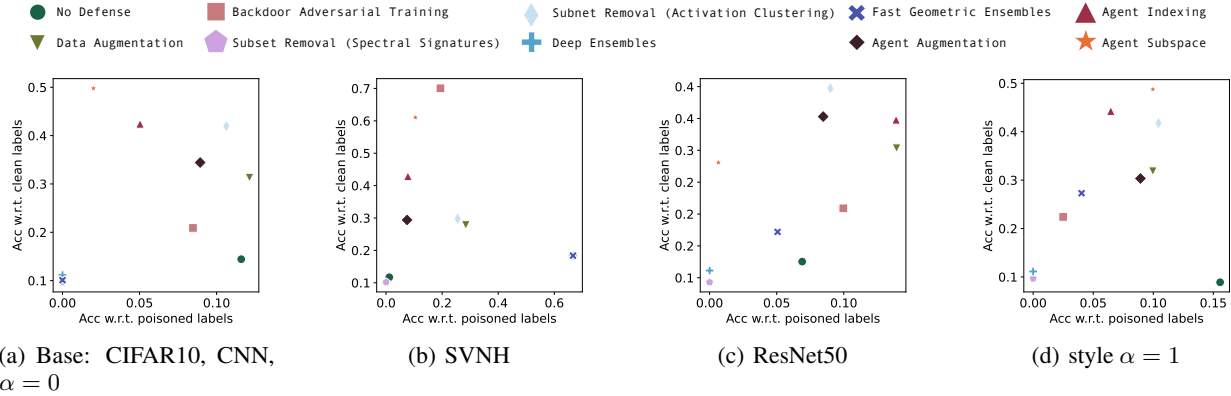 No Defense
Backdoor Adversarial Training
Subnet Removal (Activation Clustering)
Fast Geometric Ensembles
Agent Indexing
Data Augmentation
Subset Removal (Spectral Signatures)
Deep Ensembles
Agent Augmentation
Agent Subspace
0.5
0.4
0.3
0.2
0.1
Acc w.r.t. clean labels
0.00 0.05 0.10
Acc w.r.t. poisoned labels
0.7
0.6
0.5
0.4
0.3
0.2
0.1
Acc w.r.t. clean labels
0.0 0.2 0.4 0.6
Acc w.r.t. poisoned labels
0.4
0.4
0.3
0.2
0.2
0.2
0.1
Acc w.r.t. clean labels
0.00 0.05 0.10
Acc w.r.t. poisoned labels
0.5
0.4
0.3
0.2
0.1
Acc w.r.t. clean labels
0.00 0.05 0.10 0.15
Acc w.r.t. poisoned labels
(a) Base: CIFAR10, CNN,
α = 0
(b) SVNH
(c) ResNet50
(d) style α = 1